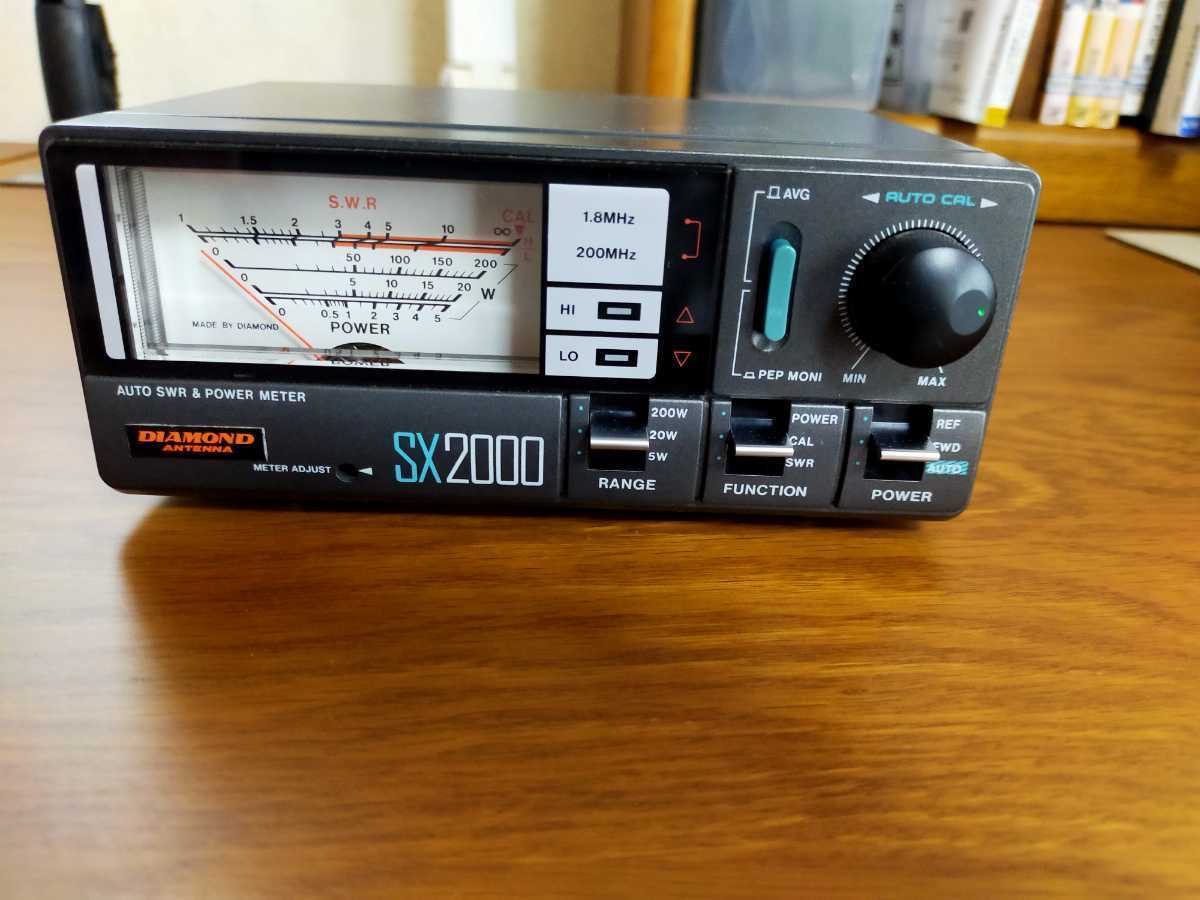 S.W.R
CAL
1 1.5 2 3 4 5 10 ∞
H
L
0 50 100 150 200
0 5 10 15 20
W
0 0.5 1 2 3 4 5
MADE BY DIAMOND
POWER
1.8MHz
200MHz
HI
LO
AVG
PEP MONI
AUTO CAL
MIN
MAX
AUTO SWR & POWER METER
DIAMOND
ANTENNA
METER ADJUST
SX2000
200W
20W
5W
RANGE
POWER
CAL
SWR
FUNCTION
REF
FWD
AUTO
POWER